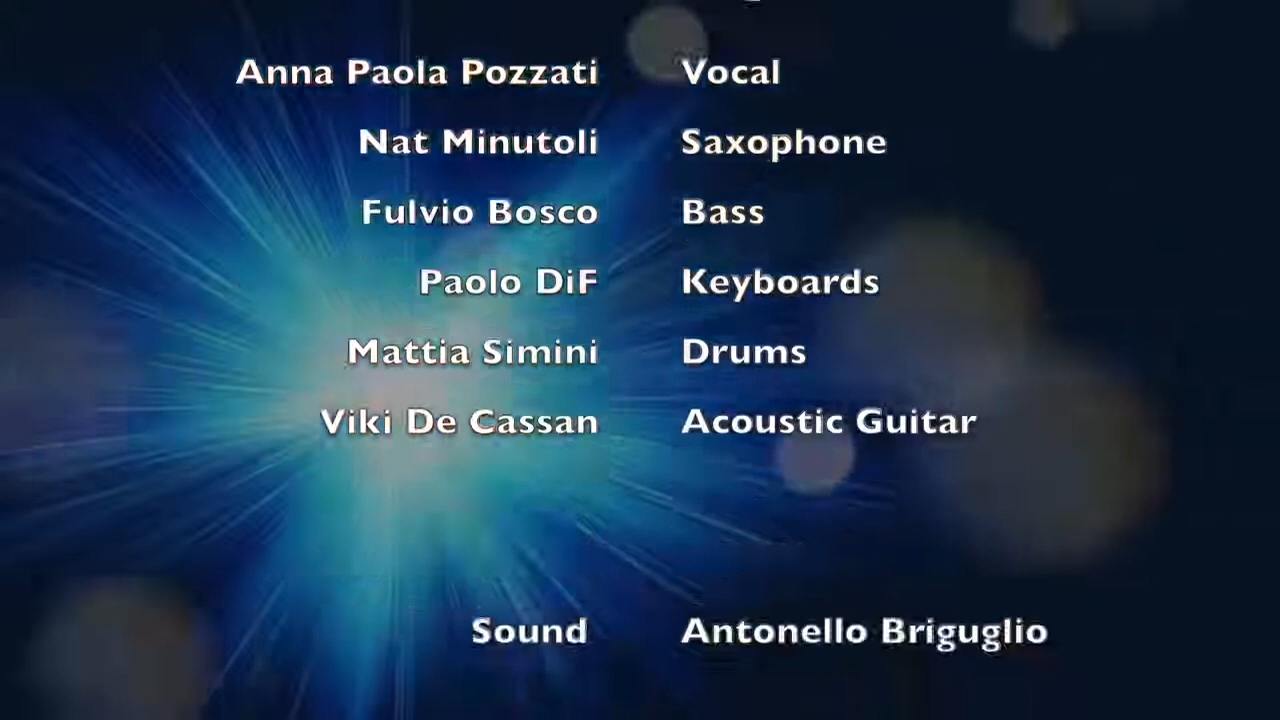 Anna Paola Pozzati Vocal
Nat Minutoli Saxophone
Fulvio Bosco Bass
Paolo DiF Keyboards
Mattia Simini Drums
Viki De Cassan Acoustic Guitar
Sound Antonello Briguglio